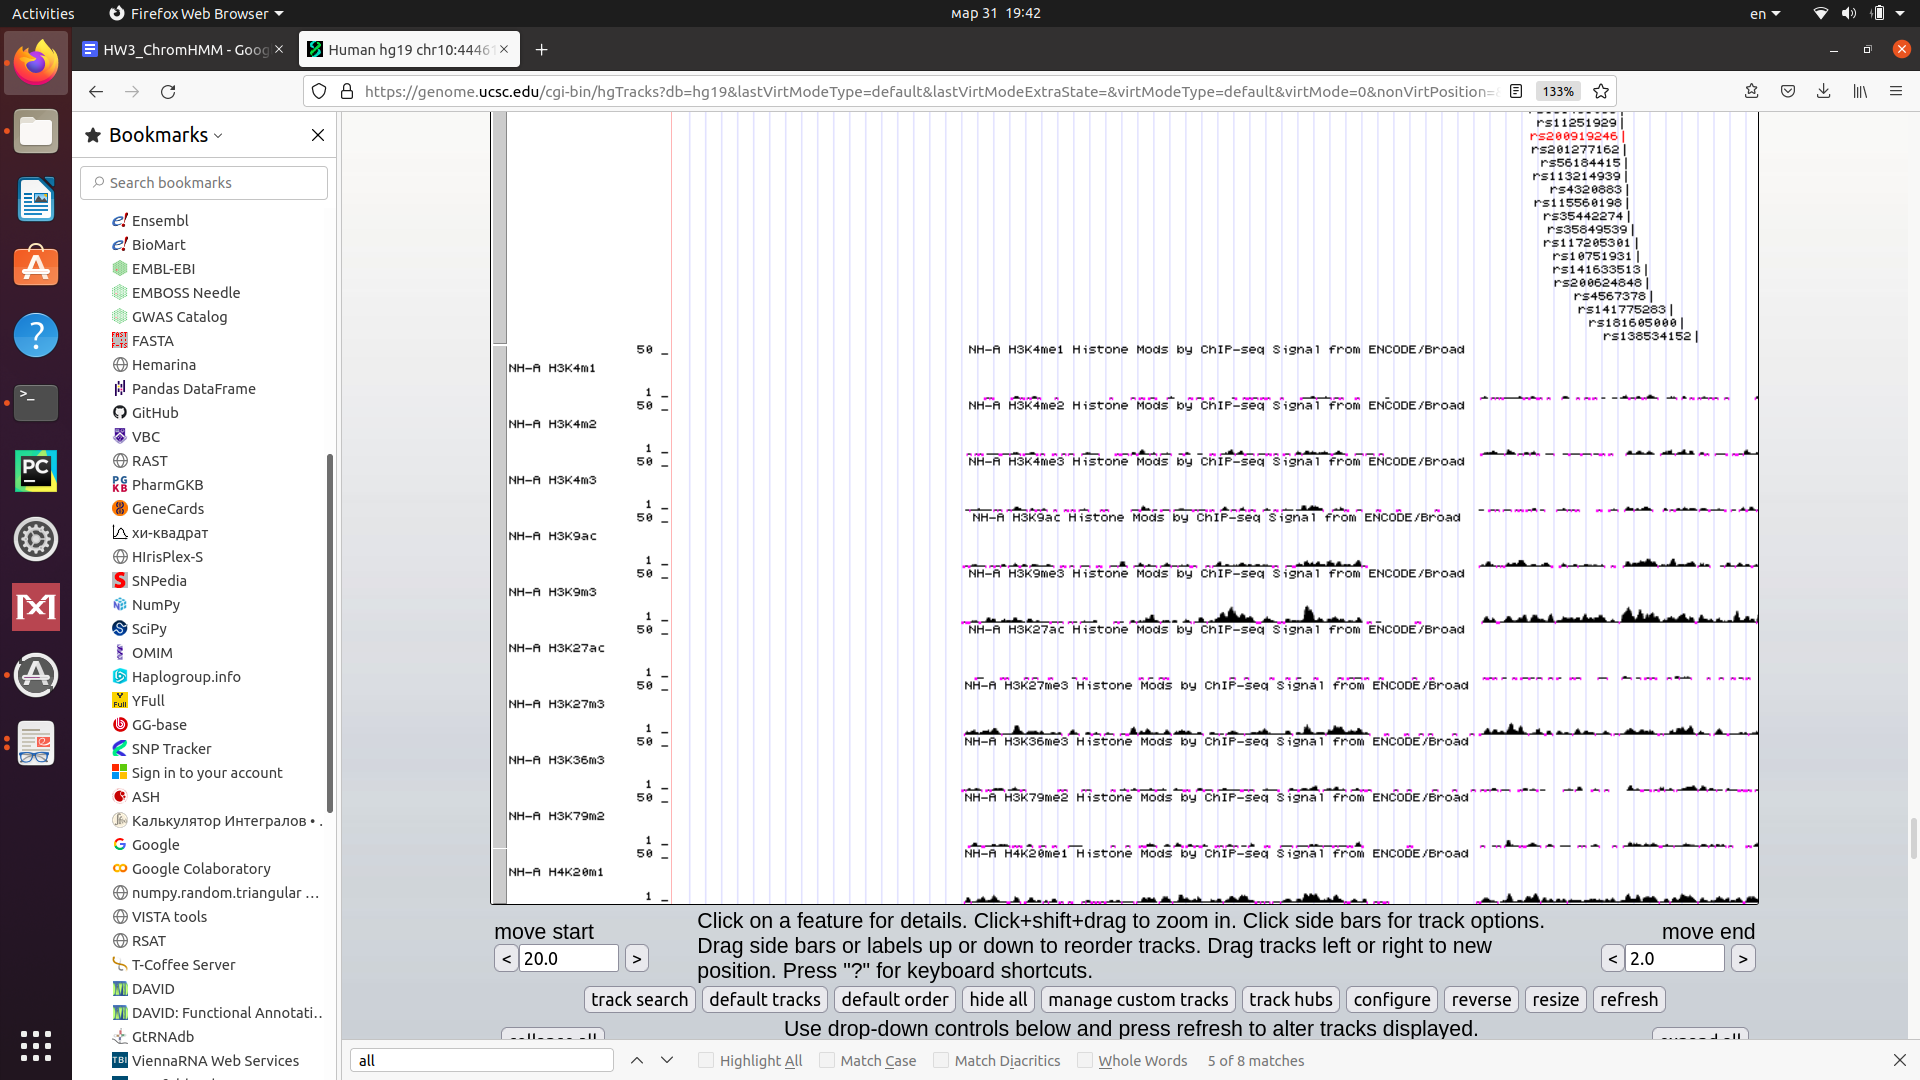 Activities
Firefox Web Browser
мар 31 19:42
en
HW3_ChromHMM - Goog
Human hg19 chr10:44461
https://genome.ucsc.edu/cgi-bin/hgTracks?db=hg19&lastVirtModeType=default&lastVirtModeExtraState=&virtModeType=default&virtMode=0&nonVirtPosition=
133%
Bookmarks
Search bookmarks
Ensembl
BioMart
EMBL-EBI
EMBOSS Needle
GWAS Catalog
FASTA
Hemarina
Pandas DataFrame
GitHub
VBC
RAST
PharmGKB
GeneCards
хи-квадрат
HIrisPlex-S
SNPedia
NumPy
SciPy
OMIM
Haplogroup.info
YFull
GG-base
SNP Tracker
Sign in to your account
ASH
Калькулятор Интегралов • .
Google
Google Colaboratory
numpy.random.triangular …
VISTA tools
RSAT
T-Coffee Server
DAVID
DAVID: Functional Annotati…
GtRNAdb
ViennaRNA Web Services
rs11251929
rs200919246
rs201277162
rs56184415
rs113214939
rs4320883
rs115560198
rs35442274
rs35849539
rs117205301
rs10751931
rs141633513
rs200624848
rs4567378
rs141775283
rs181605000
rs138534152
50 _ NH-A H3K4me1 Histone Mods by ChIP-seq Signal from ENCODE/Broad
NH-A H3K4m1
1 _
50 _ NH-A H3K4me2 Histone Mods by ChIP-seq Signal from ENCODE/Broad
NH-A H3K4m2
1 _
50 _ NH-A H3K4me3 Histone Mods by ChIP-seq Signal from ENCODE/Broad
NH-A H3K4m3
1 _
50 _ NH-A H3K9ac Histone Mods by ChIP-seq Signal from ENCODE/Broad
NH-A H3K9ac
1 _
50 _ NH-A H3K9me3 Histone Mods by ChIP-seq Signal from ENCODE/Broad
NH-A H3K9m3
1 _
50 _ NH-A H3K27ac Histone Mods by ChIP-seq Signal from ENCODE/Broad
NH-A H3K27ac
1 _
50 _ NH-A H3K27me3 Histone Mods by ChIP-seq Signal from ENCODE/Broad
NH-A H3K27m3
1 _
50 _ NH-A H3K36me3 Histone Mods by ChIP-seq Signal from ENCODE/Broad
NH-A H3K36m3
1 _
50 _ NH-A H3K79me2 Histone Mods by ChIP-seq Signal from ENCODE/Broad
NH-A H3K79m2
1 _
50 _ NH-A H4K20me1 Histone Mods by ChIP-seq Signal from ENCODE/Broad
NH-A H4K20m1
1 _
move start
< 20.0 >
Click on a feature for details. Click+shift+drag to zoom in. Click side bars for track options.
Drag side bars or labels up or down to reorder tracks. Drag tracks left or right to new
position. Press "?" for keyboard shortcuts.
move end
< 2.0 >
track search
default tracks
default order
hide all
manage custom tracks
track hubs
configure
reverse
resize
refresh
collapse all
Use drop-down controls below and press refresh to alter tracks displayed.
expand all
all
Highlight All
Match Case
Match Diacritics
Whole Words
5 of 8 matches